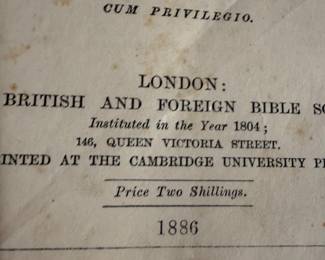 CUM PRIVILEGIO.
LONDON:
BRITISH AND FOREIGN BIBLE SO
Instituted in the Year 1804;
146, QUEEN VICTORIA STREET.
INTED AT THE CAMBRIDGE UNIVERSITY P
Price Two Shillings.
1886